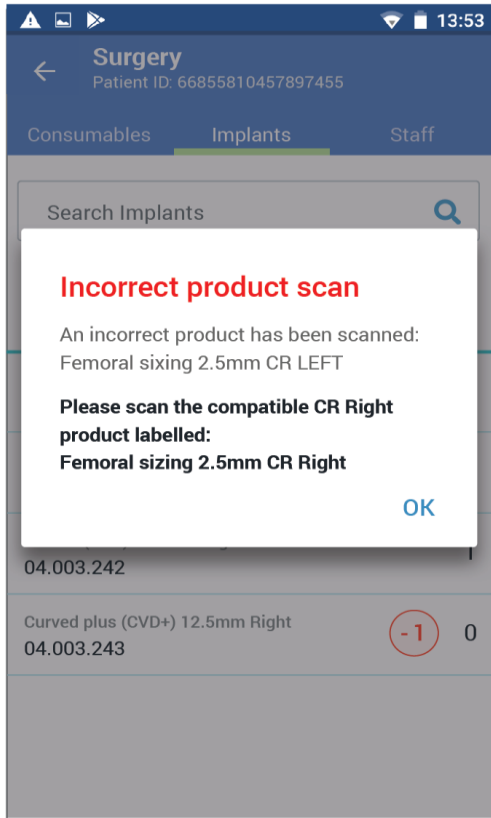 13:53
Surgery
Patient ID: 66855810457897455
Consumables Implants Staff
Search Implants
Incorrect product scan
An incorrect product has been scanned:
Femoral sixing 2.5mm CR LEFT
Please scan the compatible CR Right
product labelled:
Femoral sizing 2.5mm CR Right
OK
04.003.242
Curved plus (CVD+) 12.5mm Right
-1 0
04.003.243